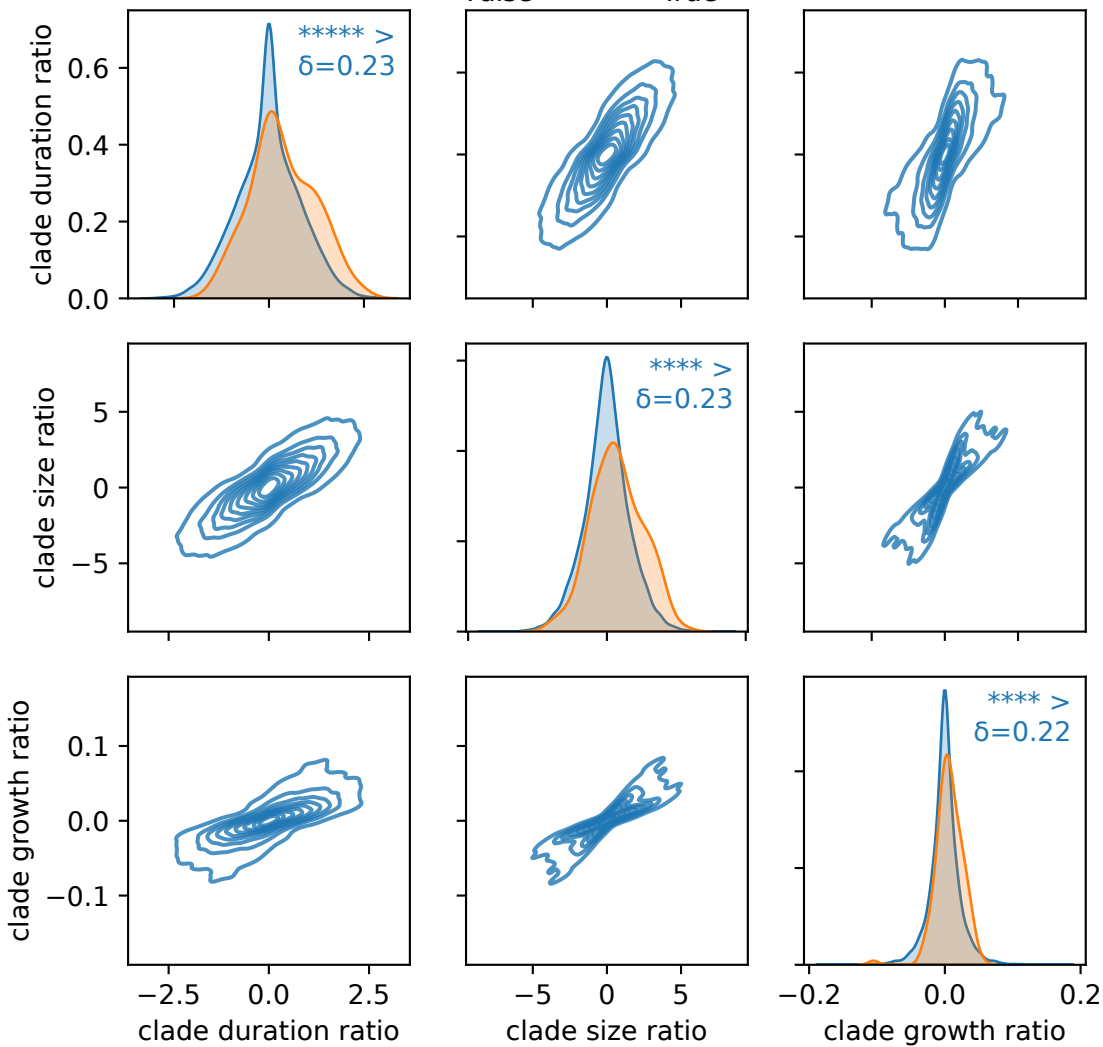 clade duration ratio
0.6
0.4
0.2
0.0
***** >
δ=0.23
clade size ratio
5
0
−5
**** >
δ=0.23
clade growth ratio
0.1
0.0
−0.1
**** >
δ=0.22
−2.5 0.0 2.5
−5 0 5
−0.2 0.0 0.2
clade duration ratio
clade size ratio
clade growth ratio